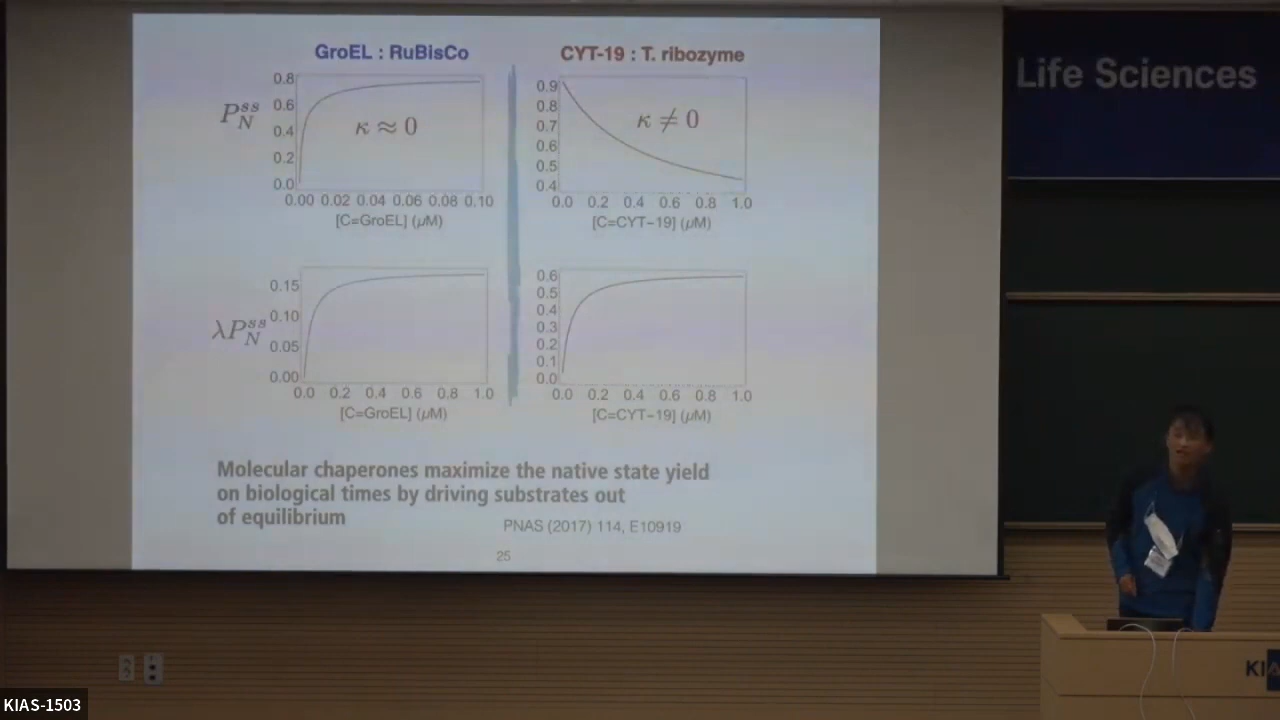 GroEL : RuBisCo
CYT-19 : T. ribozyme
Life Sciences
P_N^{ss}
0.8
0.6
0.4
0.2
0.0
κ ≈ 0
0.00 0.02 0.04 0.06 0.08 0.10
[C=GroEL] (μM)
0.9
0.8
0.7
0.6
0.5
0.4
κ ≠ 0
0.0 0.2 0.4 0.6 0.8 1.0
[C=CYT−19] (μM)
λP_N^{ss}
0.15
0.10
0.05
0.00
0.0 0.2 0.4 0.6 0.8 1.0
[C=GroEL] (μM)
0.6
0.5
0.4
0.3
0.2
0.1
0.0
0.0 0.2 0.4 0.6 0.8 1.0
[C=CYT−19] (μM)
Molecular chaperones maximize the native state yield
on biological times by driving substrates out
of equilibrium
PNAS (2017) 114, E10919
25
KIA
KIAS-1503